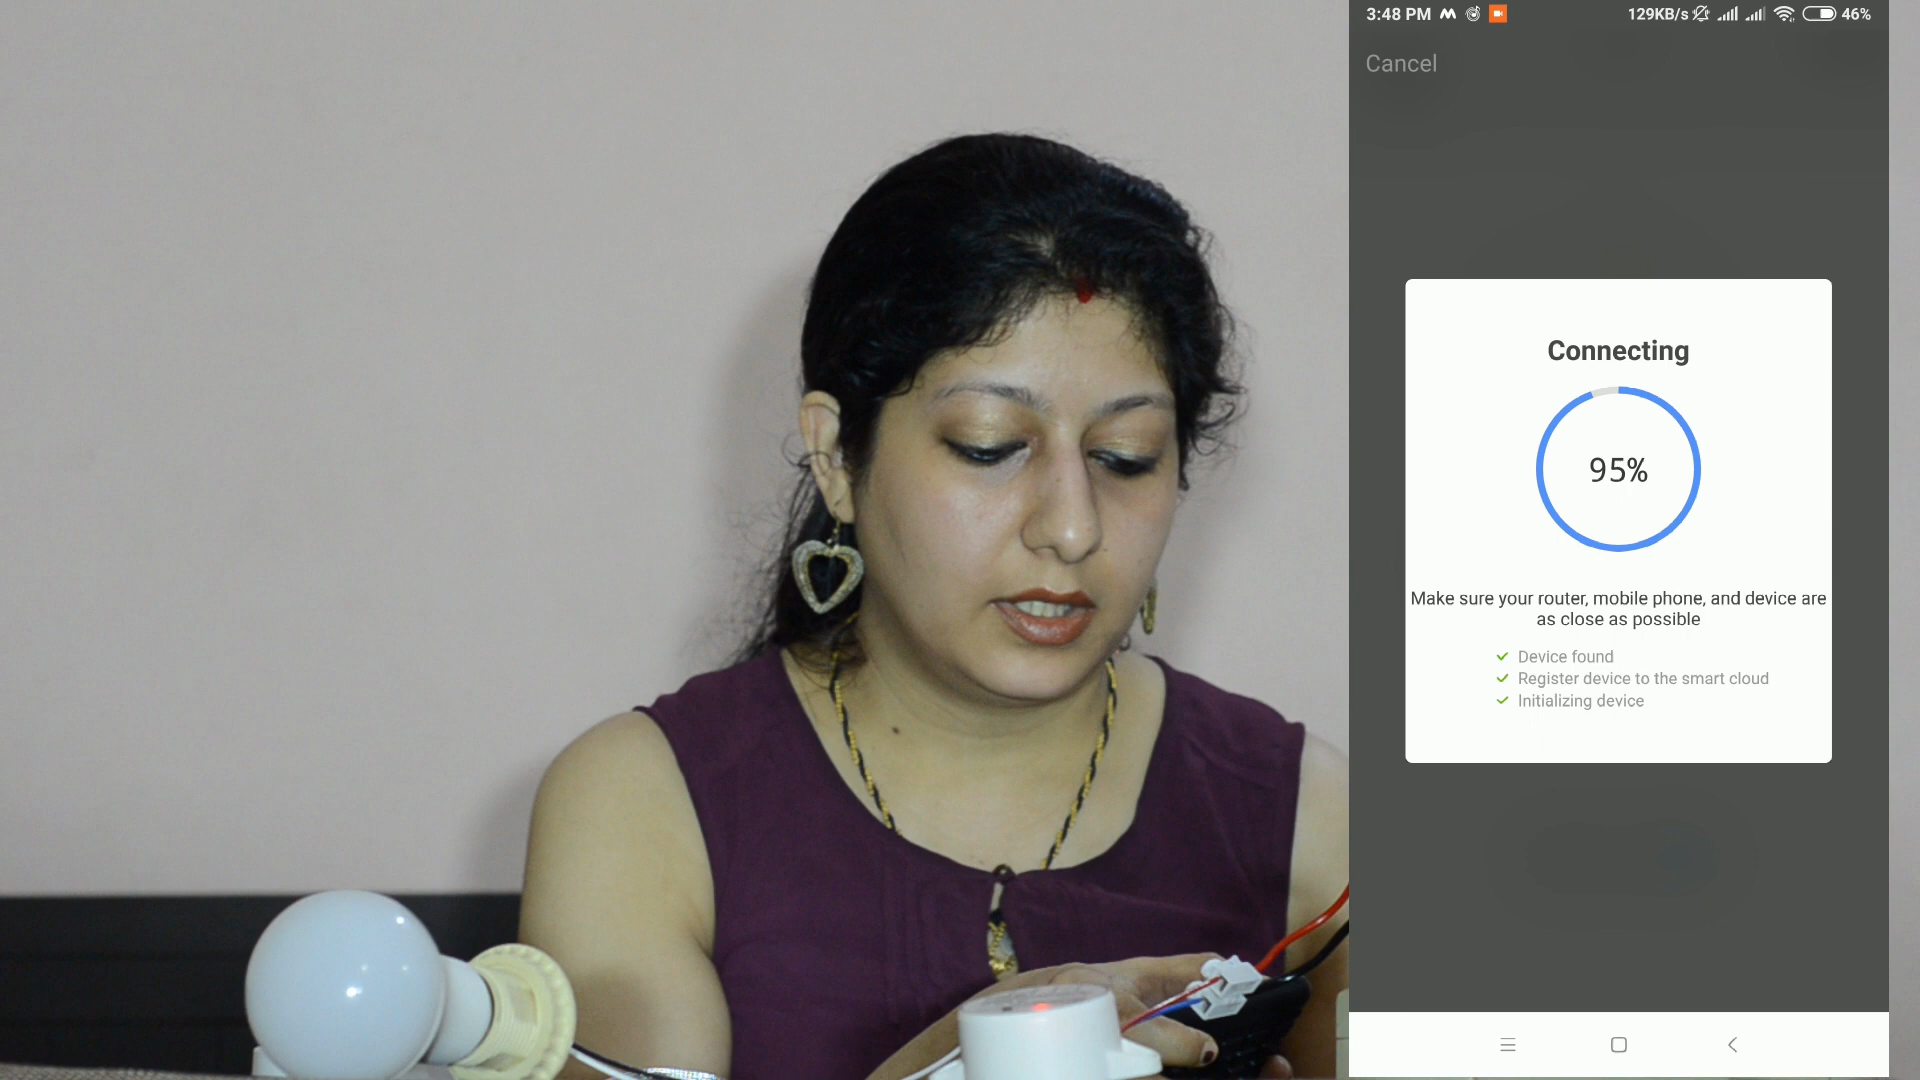 3:48 PM 129KB/s 46%
Cancel
Connecting
95%
Make sure your router, mobile phone, and device are
as close as possible
Device found
Register device to the smart cloud
Initializing device